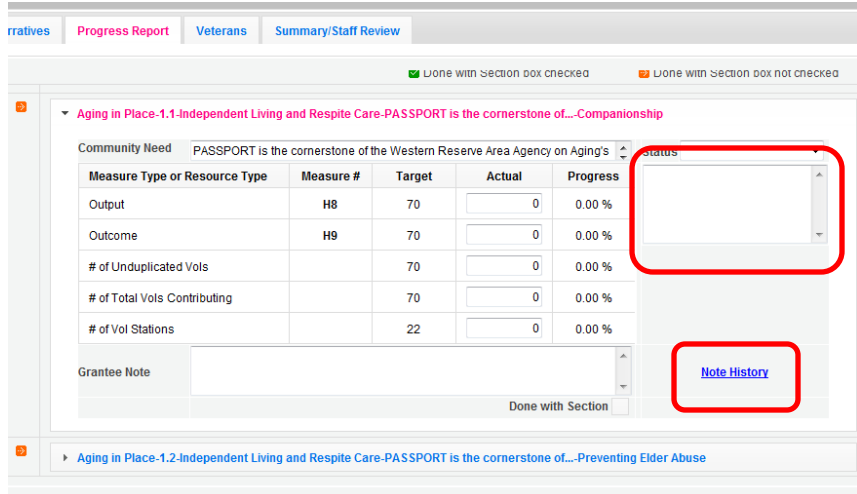 rratives Progress Report Veterans Summary/Staff Review
Done with Section box checked Done with Section box not checked
Aging in Place-1.1-Independent Living and Respite Care-PASSPORT is the cornerstone of...-Companionship
Community Need PASSPORT is the cornerstone of the Western Reserve Area Agency on Aging's Status
Measure Type or Resource Type Measure # Target Actual Progress
Output H8 70 0 0.00 %
Outcome H9 70 0 0.00 %
# of Unduplicated Vols 70 0 0.00 %
# of Total Vols Contributing 70 0 0.00 %
# of Vol Stations 22 0 0.00 %
Grantee Note Note History
Done with Section
Aging in Place-1.2-Independent Living and Respite Care-PASSPORT is the cornerstone of...-Preventing Elder Abuse